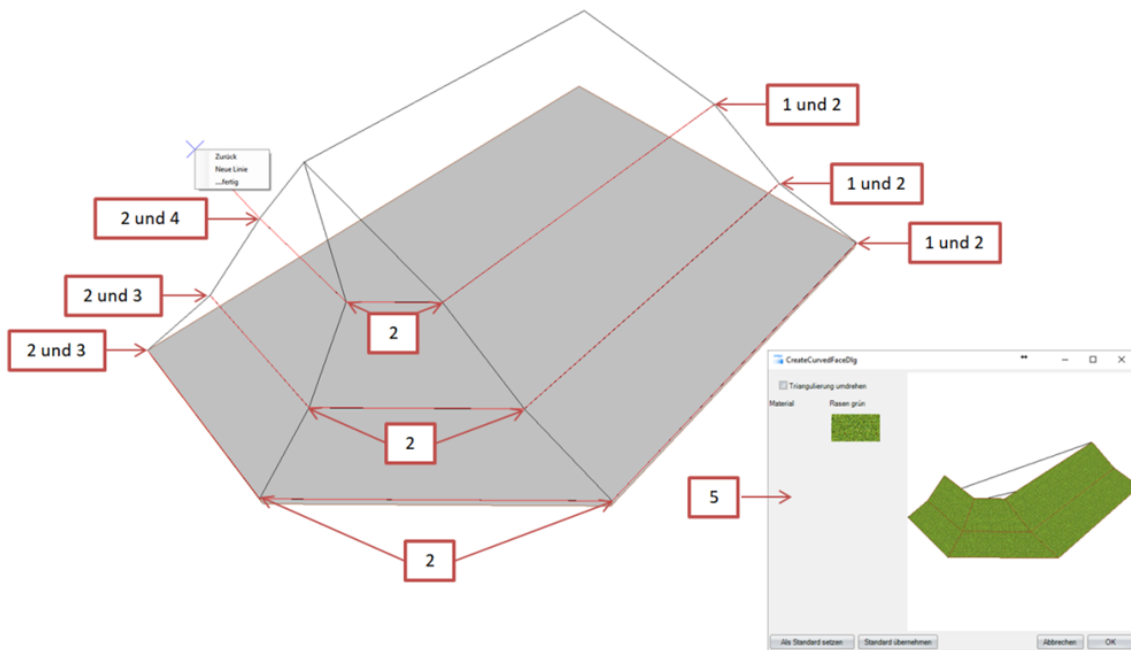 1 und 2
Zurück
Neue Linie
....fertig
1 und 2
2 und 4
1 und 2
2 und 3
2
2 und 3
CreateCurvedFaceDlg
Triangulierung umdrehen
Material Rasen grün
2
5
2
Als Standard setzen Standard übernehmen Abbrechen OK